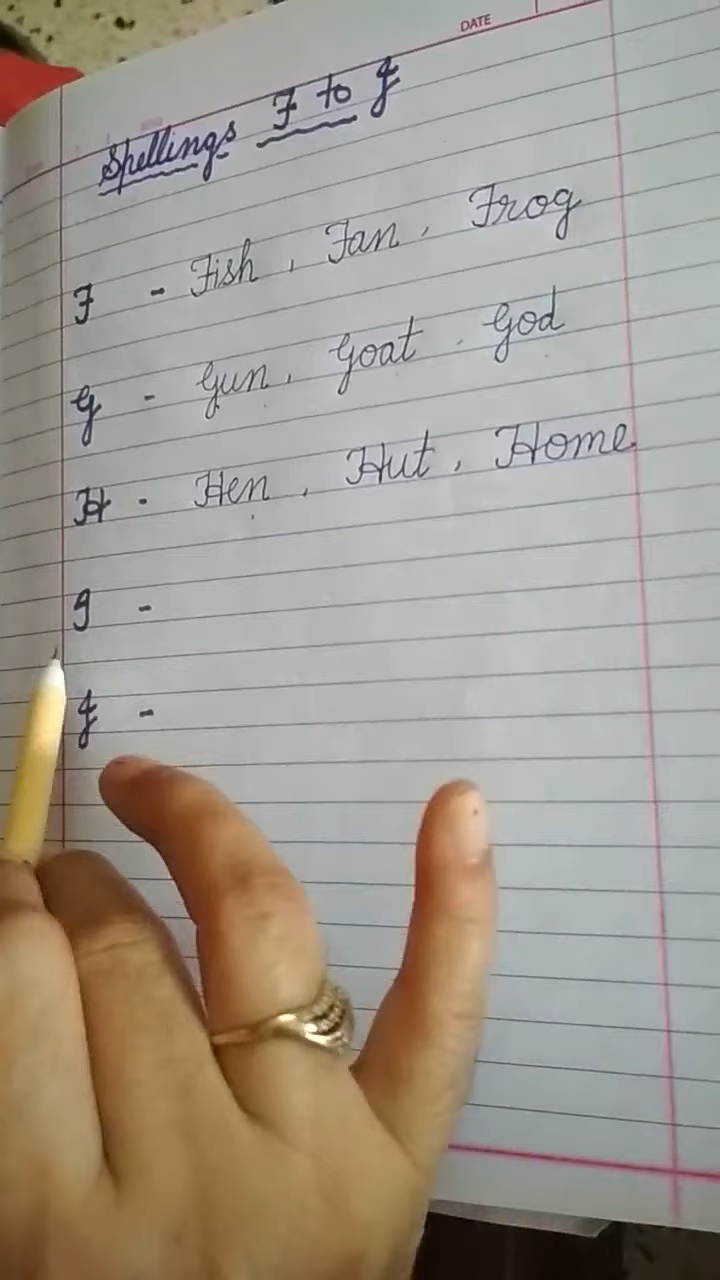 DATE
Spellings F to J
F - Fish, Fan, Frog
G - Gun, Goat, God
H - Hen, Hut, Home
I -
J -